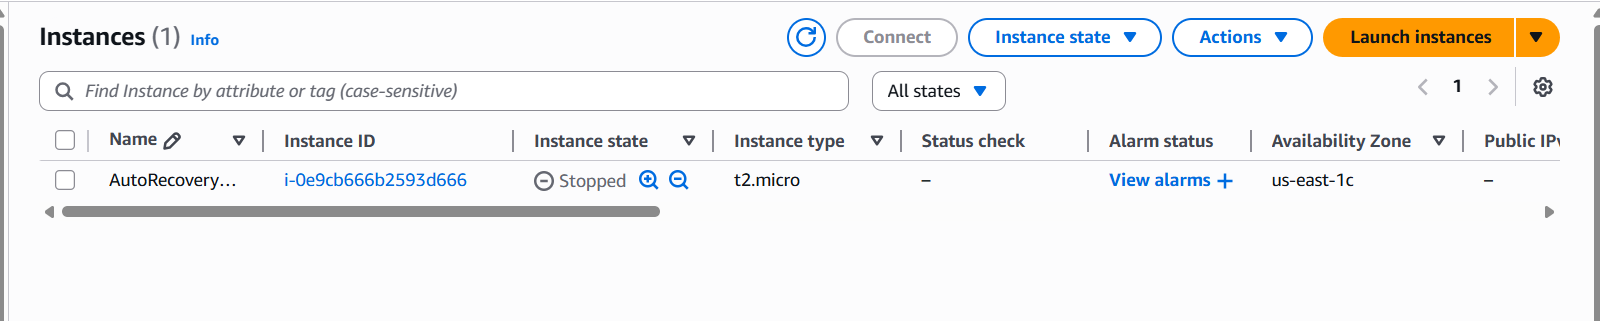 Instances (1) Info Connect Instance state Actions Launch instances
Find Instance by attribute or tag (case-sensitive) All states 1
Name Instance ID Instance state Instance type Status check Alarm status Availability Zone Public IPv
AutoRecovery... i-0e9cb666b2593d666 Stopped t2.micro – View alarms + us-east-1c –